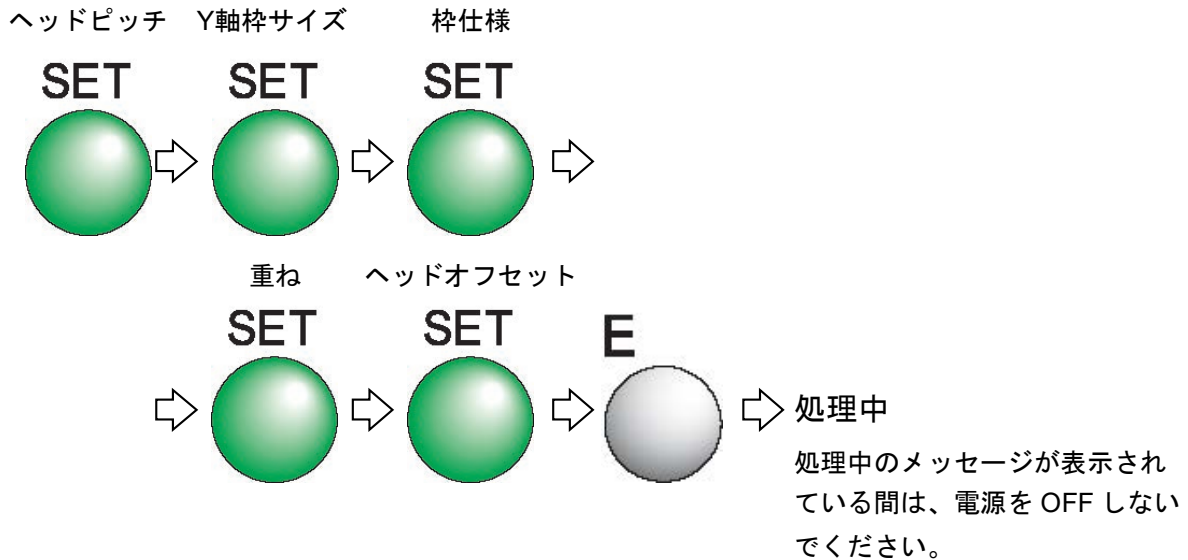 ヘッドピッチ Y軸枠サイズ 枠仕様
SET SET SET
重ね ヘッドオフセット
SET SET E
処理中
処理中のメッセージが表示され
ている間は、電源を OFF しない
でください。